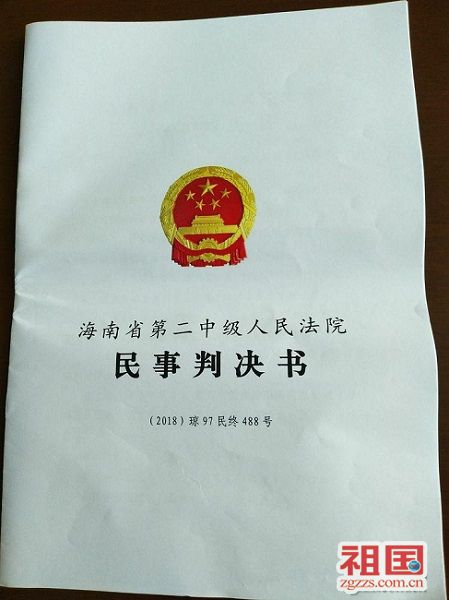 海南省第二中级人民法院
民事判决书
（2018）琼97民终488号
祖国
zgzzs.com.cn